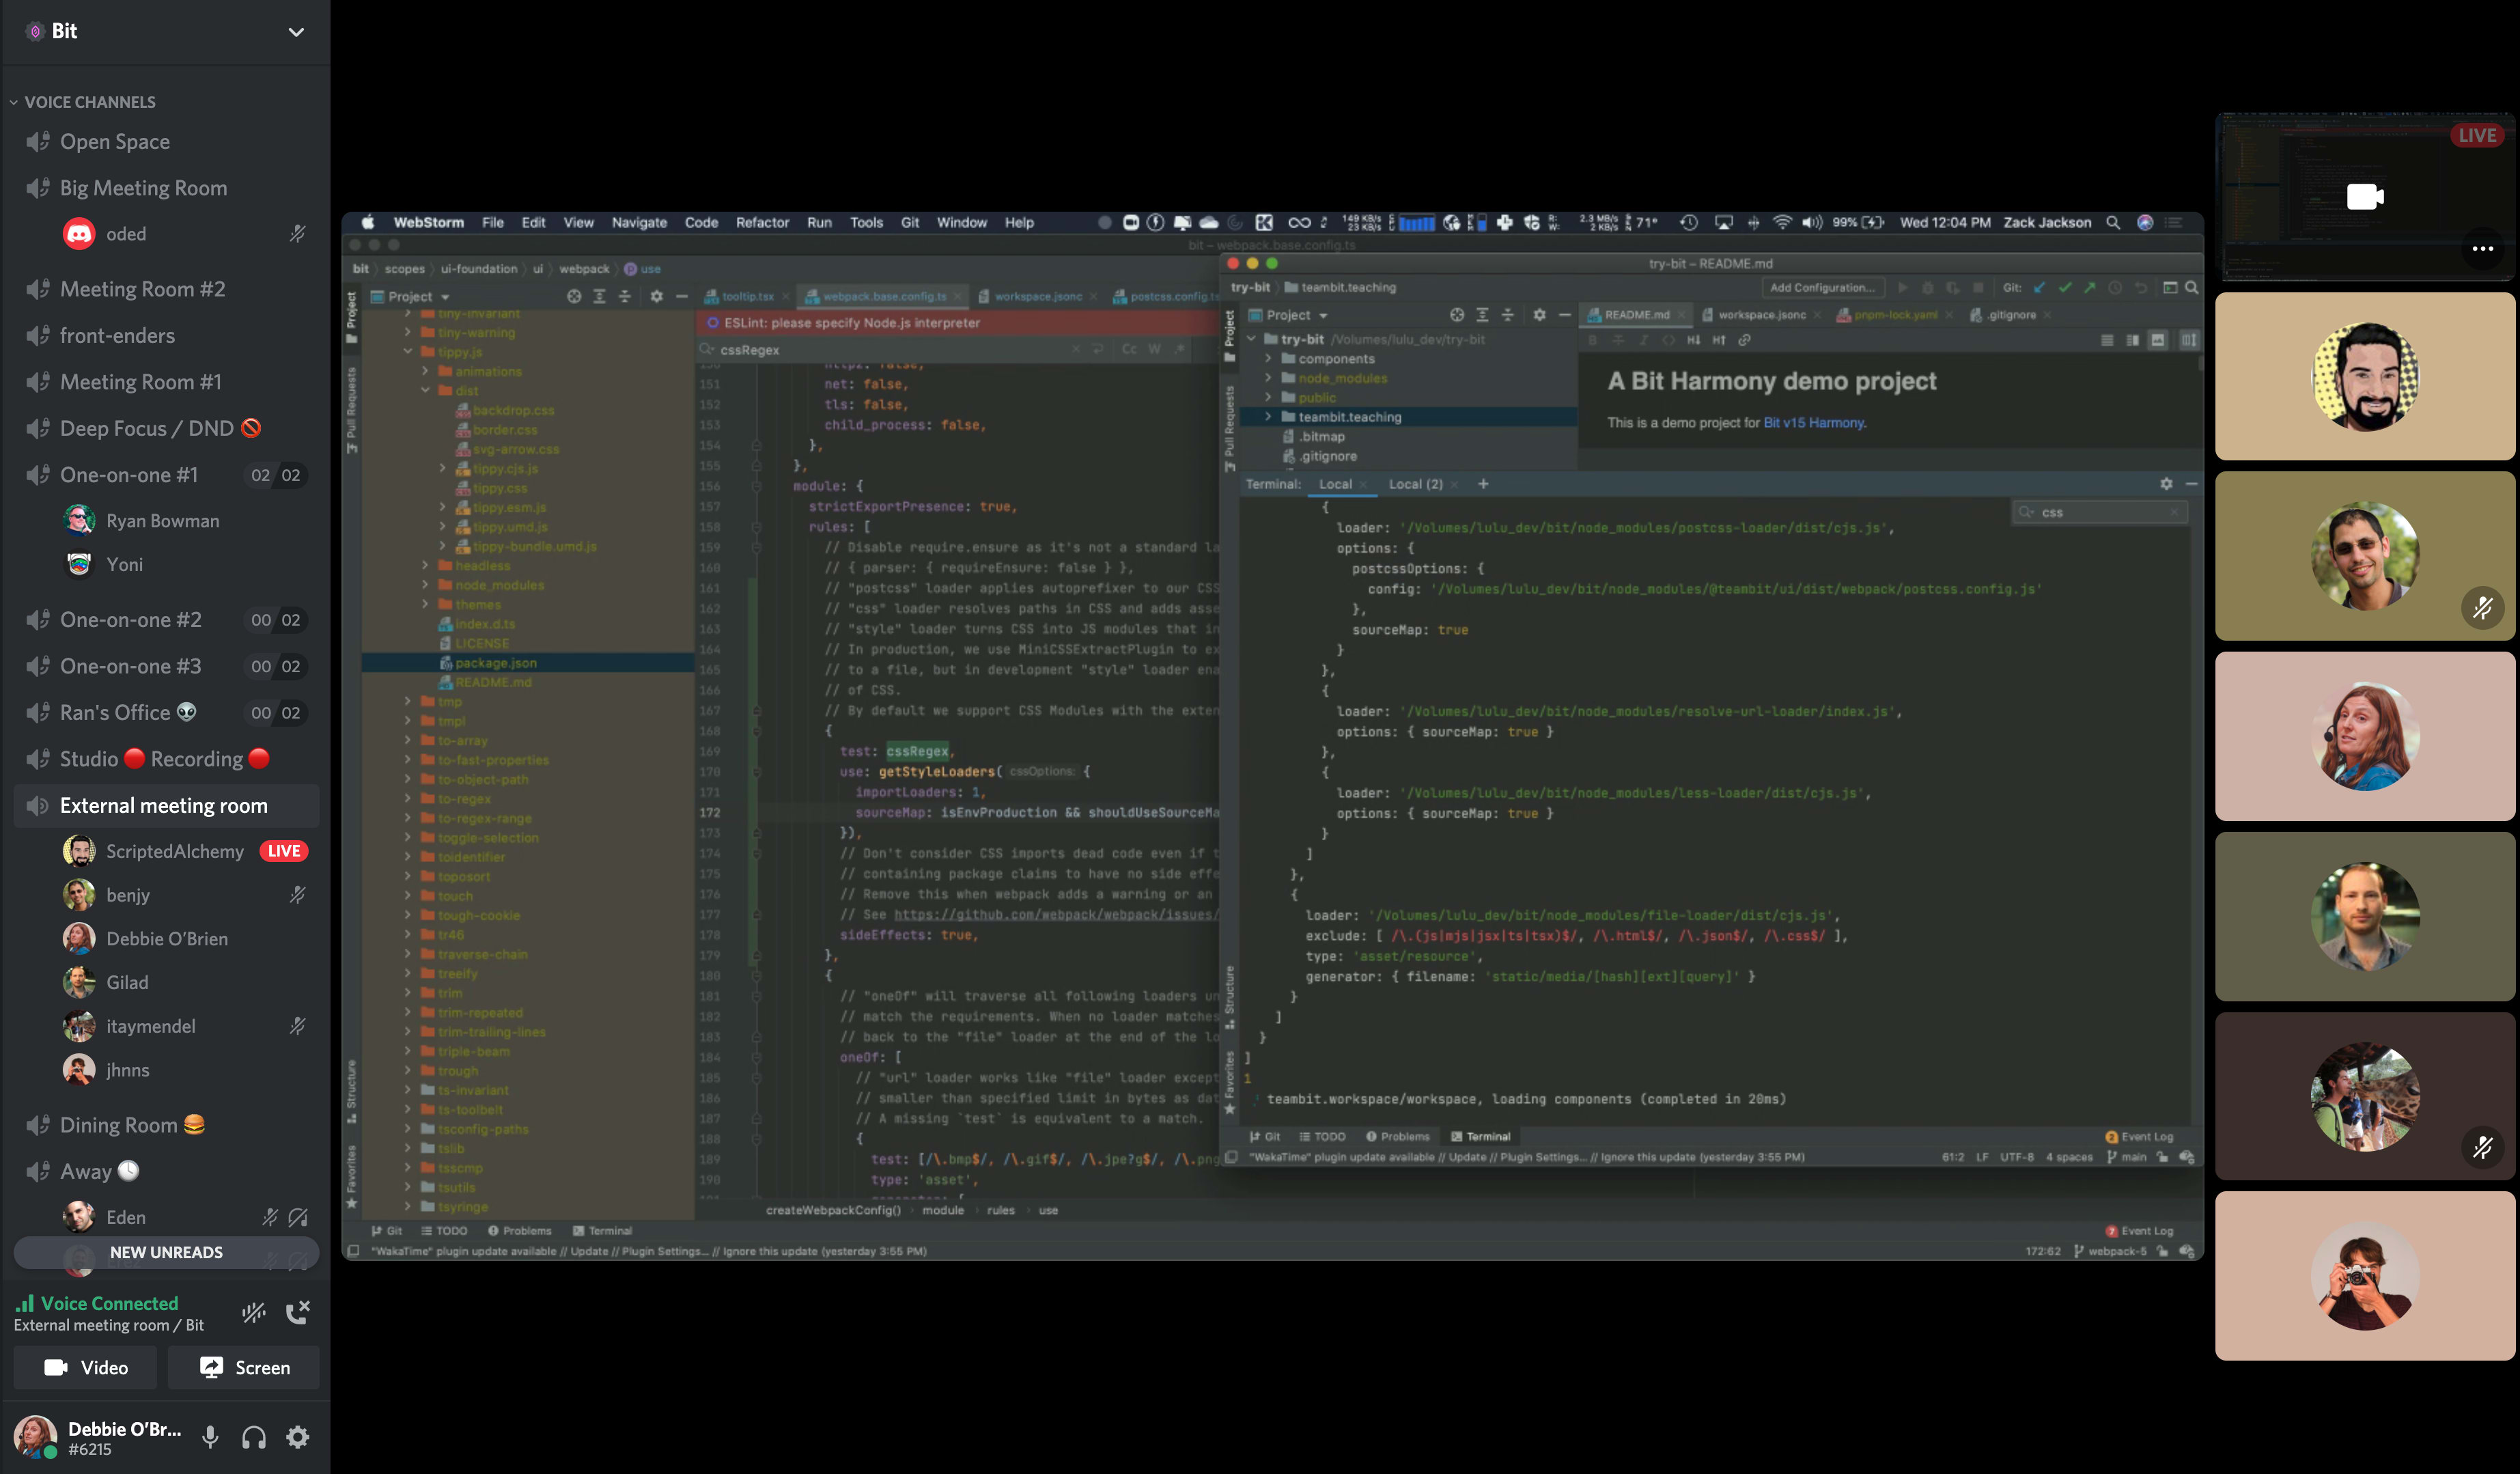 Bit
VOICE CHANNELS
Open Space
Big Meeting Room
oded
Meeting Room #2
front-enders
Meeting Room #1
Deep Focus / DND 🚫
One-on-one #1 02 02
Ryan Bowman
Yoni
One-on-one #2 00 02
One-on-one #3 00 02
Ran's Office 👽 00 02
Studio 🔴 Recording 🔴
External meeting room
ScriptedAlchemy LIVE
benjy
Debbie O'Brien
Gilad
itaymendel
jhnns
Dining Room 🍔
Away 🕓
Eden
NEW UNREADS
Voice Connected
External meeting room / Bit
Video Screen
Debbie O'Br...
#6215
WebStorm File Edit View Navigate Code Refactor Run Tools Git Window Help
149 KB/s
23 KB/s
2.3 MB/s
2 KB/s
71° 99% Wed 12:04 PM Zack Jackson
bit – webpack.base.config.ts
bit scopes ui-foundation ui webpack use
Project
tooltip.tsx webpack.base.config.ts workspace.jsonc postcss.config.ts
ESLint: please specify Node.js interpreter
cssRegex Cc W
Project
Pull Requests
Structure
Favorites
tiny-invariant
tiny-warning
tippy.js
animations
dist
backdrop.css
border.css
svg-arrow.css
tippy.cjs.js
tippy.css
tippy.esm.js
tippy.umd.js
tippy-bundle.umd.js
headless
node_modules
themes
index.d.ts
LICENSE
package.json
README.md
tmp
tmpl
to-array
to-fast-properties
to-object-path
to-regex
to-regex-range
toggle-selection
toidentifier
toposort
touch
tough-cookie
tr46
traverse-chain
treeify
trim
trim-repeated
trim-trailing-lines
triple-beam
trough
ts-invariant
ts-toolbelt
tsconfig-paths
tslib
tsscmp
tsutils
tsyringe
151 net: false,
152 tls: false,
153 child_process: false,
154 },
155 },
156 module: {
157 strictExportPresence: true,
158 rules: [
159 // Disable require.ensure as it's not a standard la
160 // { parser: { requireEnsure: false } },
161 // "postcss" loader applies autoprefixer to our CSS
162 // "css" loader resolves paths in CSS and adds asse
163 // "style" loader turns CSS into JS modules that in
164 // In production, we use MiniCSSExtractPlugin to ex
165 // to a file, but in development "style" loader ena
166 // of CSS.
167 // By default we support CSS Modules with the exten
168 {
169 test: cssRegex,
170 use: getStyleLoaders( cssOptions: {
171 importLoaders: 1,
172 sourceMap: isEnvProduction && shouldUseSourceMa
173 }),
174 // Don't consider CSS imports dead code even if t
175 // containing package claims to have no side effe
176 // Remove this when webpack adds a warning or an
177 // See https://github.com/webpack/webpack/issues/
178 sideEffects: true,
179 },
180 {
181 // "oneOf" will traverse all following loaders un
182 // match the requirements. When no loader matches
183 // back to the "file" loader at the end of the lo
184 oneOf: [
185 // "url" loader works like "file" loader except
186 // smaller than specified limit in bytes as dat
187 // A missing `test` is equivalent to a match.
188 {
189 test: [/\.bmp$/, /\.gif$/, /\.jpe?g$/, /\.png
190 type: 'asset',
createWebpackConfig() module rules use
Git TODO Problems Terminal
Event Log
"WakaTime" plugin update available // Update // Plugin Settings... // Ignore this update (yesterday 3:55 PM)
172:62 webpack-5
try-bit – README.md
try-bit teambit.teaching
Add Configuration... Git:
Project
README.md workspace.jsonc pnpm-lock.yaml .gitignore
Project
Pull Requests
Structure
Favorites
try-bit /Volumes/lulu_dev/try-bit
components
node_modules
public
teambit.teaching
.bitmap
.gitignore
A Bit Harmony demo project
This is a demo project for Bit v15 Harmony.
Terminal: Local Local (2) +
css
{
loader: '/Volumes/lulu_dev/bit/node_modules/postcss-loader/dist/cjs.js',
options: {
postcssOptions: {
config: '/Volumes/lulu_dev/bit/node_modules/@teambit/ui/dist/webpack/postcss.config.js'
},
sourceMap: true
}
},
{
loader: '/Volumes/lulu_dev/bit/node_modules/resolve-url-loader/index.js',
options: { sourceMap: true }
},
{
loader: '/Volumes/lulu_dev/bit/node_modules/less-loader/dist/cjs.js',
options: { sourceMap: true }
}
]
},
{
loader: '/Volumes/lulu_dev/bit/node_modules/file-loader/dist/cjs.js',
exclude: [ /\.(js|mjs|jsx|ts|tsx)$/, /\.html$/, /\.json$/, /\.css$/ ],
type: 'asset/resource',
generator: { filename: 'static/media/[hash][ext][query]' }
}
]
}
]
1
teambit.workspace/workspace, loading components (completed in 20ms)
Git TODO Problems Terminal
2 Event Log
"WakaTime" plugin update available // Update // Plugin Settings... // Ignore this update (yesterday 3:55 PM)
61:2 LF UTF-8 4 spaces main
LIVE